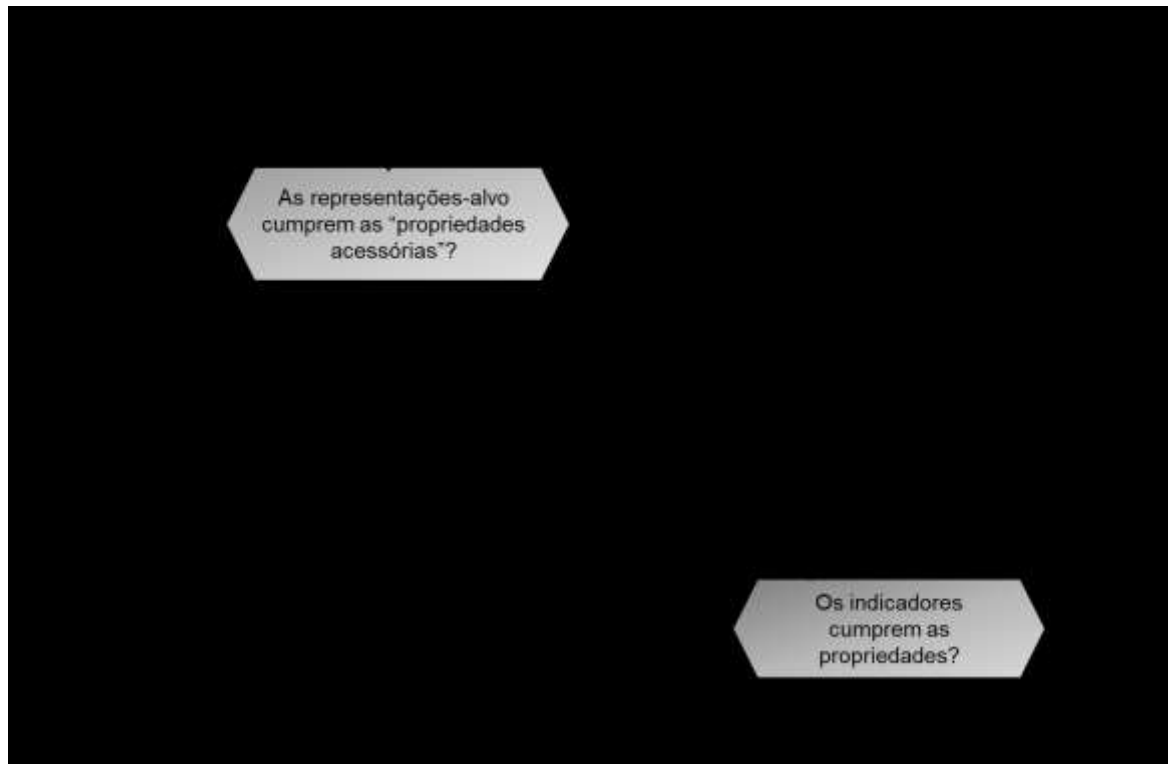 As representações-alvo
cumprem as “propriedades
acessórias”?
Os indicadores
cumprem as
propriedades?